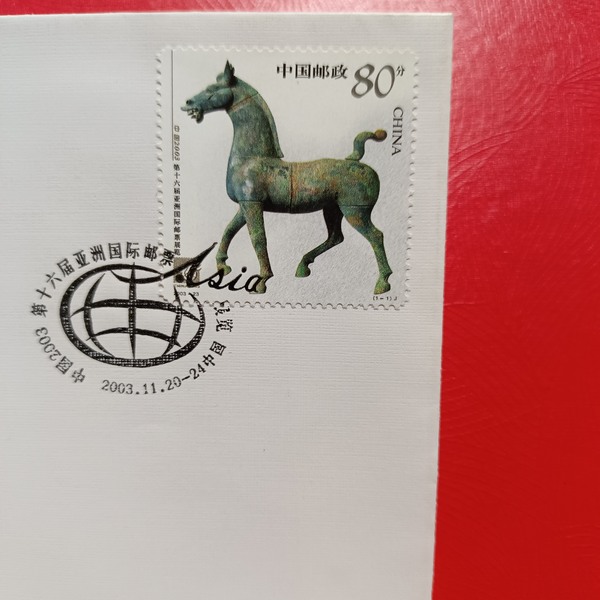 中国邮政 80分
CHINA
中国2003第十六届亚洲国际邮票展览
(1-1)J
Asia
中国2003 第十六届亚洲国际邮票
展览
2003.11.20-24
中国